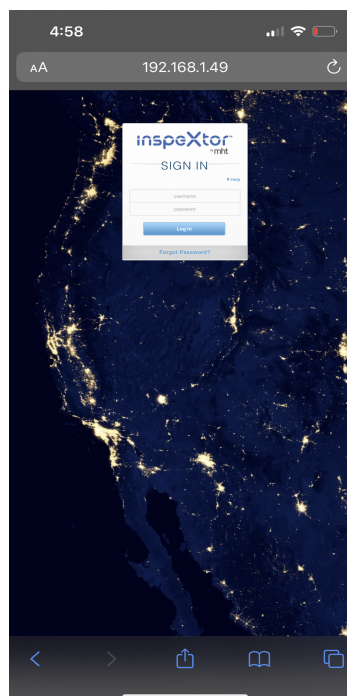 4:58
AA
192.168.1.49
inspeXtor
by mht
SIGN IN
? Help
username
password
Log In
Forgot Password?